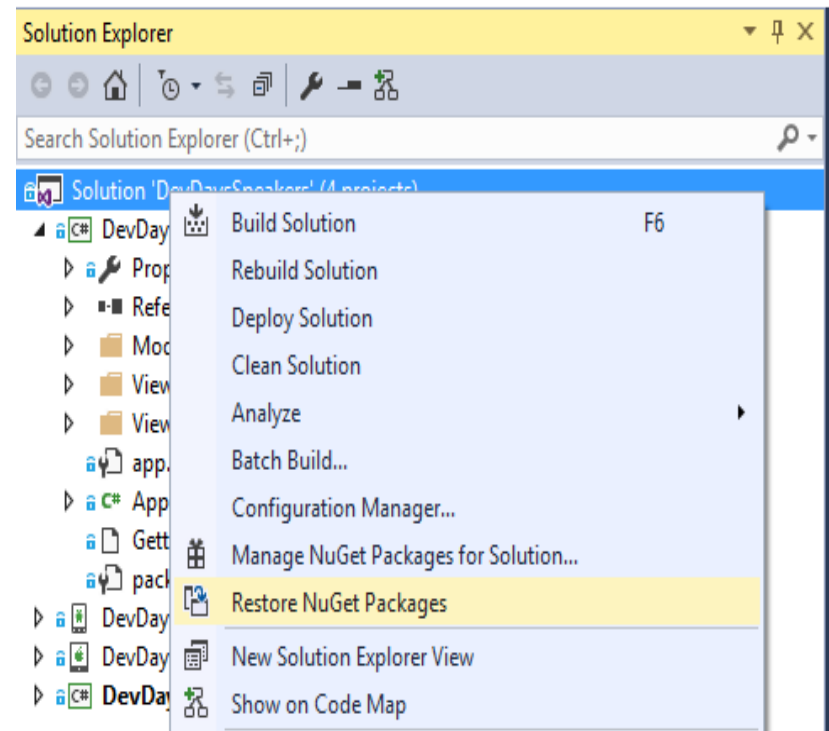 Solution Explorer
Search Solution Explorer (Ctrl+;)
Solution 'DevDaysSpeakers' (4 projects)
C# DevDay
Prop
Refe
Mod
View
View
app.
C# App
Gett
pack
DevDay
DevDay
C# DevDay
Build Solution F6
Rebuild Solution
Deploy Solution
Clean Solution
Analyze
Batch Build...
Configuration Manager...
Manage NuGet Packages for Solution...
Restore NuGet Packages
New Solution Explorer View
Show on Code Map